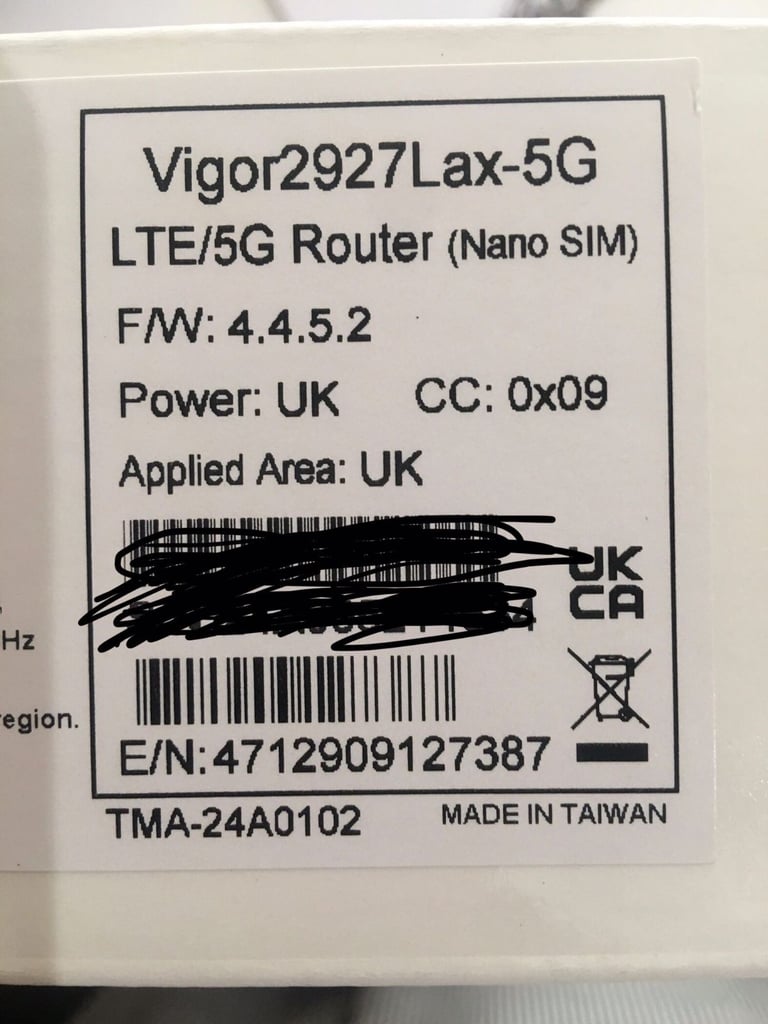 Vigor2927Lax-5G
LTE/5G Router (Nano SIM)
F/W: 4.4.5.2
Power: UK CC: 0x09
Applied Area: UK
UK
CA
Hz
region.
E/N:4712909127387
TMA-24A0102 MADE IN TAIWAN